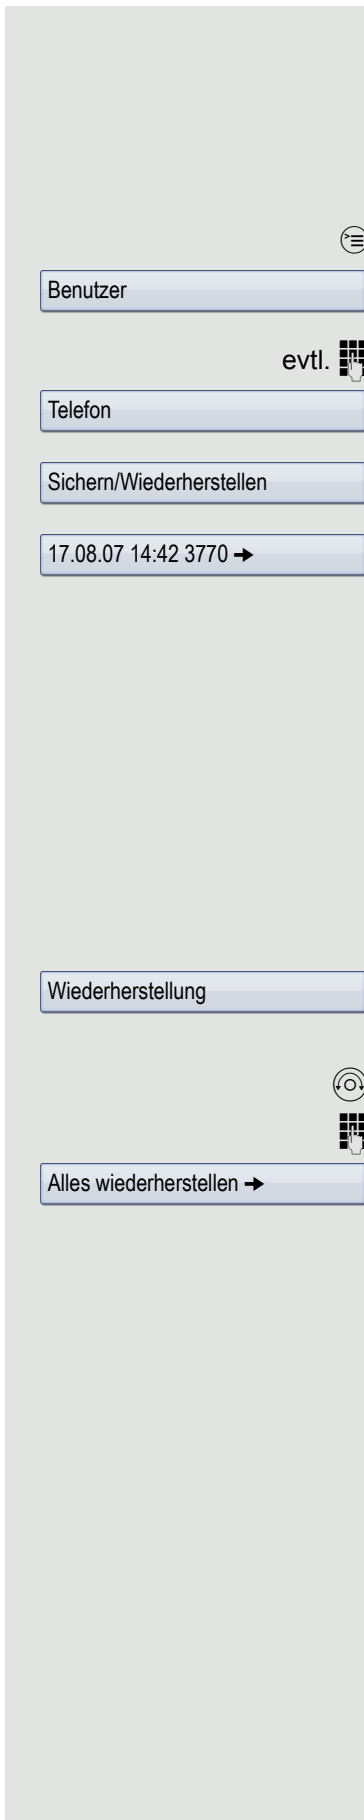 Benutzer
evtl.
Telefon
Sichern/Wiederherstellen
17.08.07 14:42 3770 →
Wiederherstellung
Alles wiederherstellen →